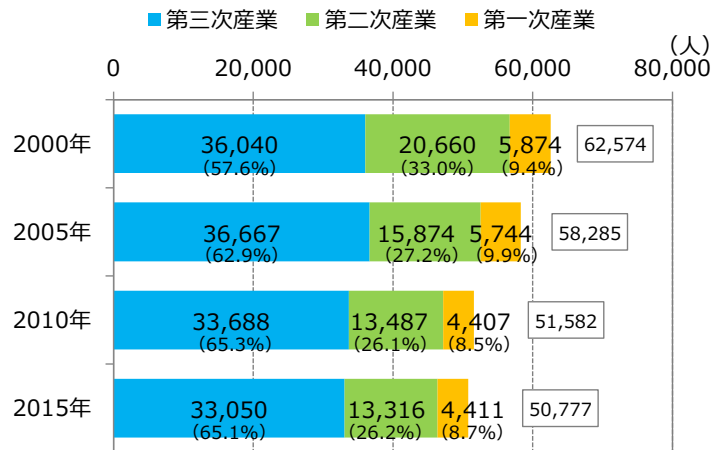 第三次産業 第二次産業 第一次産業
（人）
0 20,000 40,000 60,000 80,000
2000年 36,040 20,660 5,874 62,574
(57.6%) (33.0%) (9.4%)
2005年 36,667 15,874 5,744 58,285
(62.9%) (27.2%) (9.9%)
2010年 33,688 13,487 4,407 51,582
(65.3%) (26.1%) (8.5%)
2015年 33,050 13,316 4,411 50,777
(65.1%) (26.2%) (8.7%)